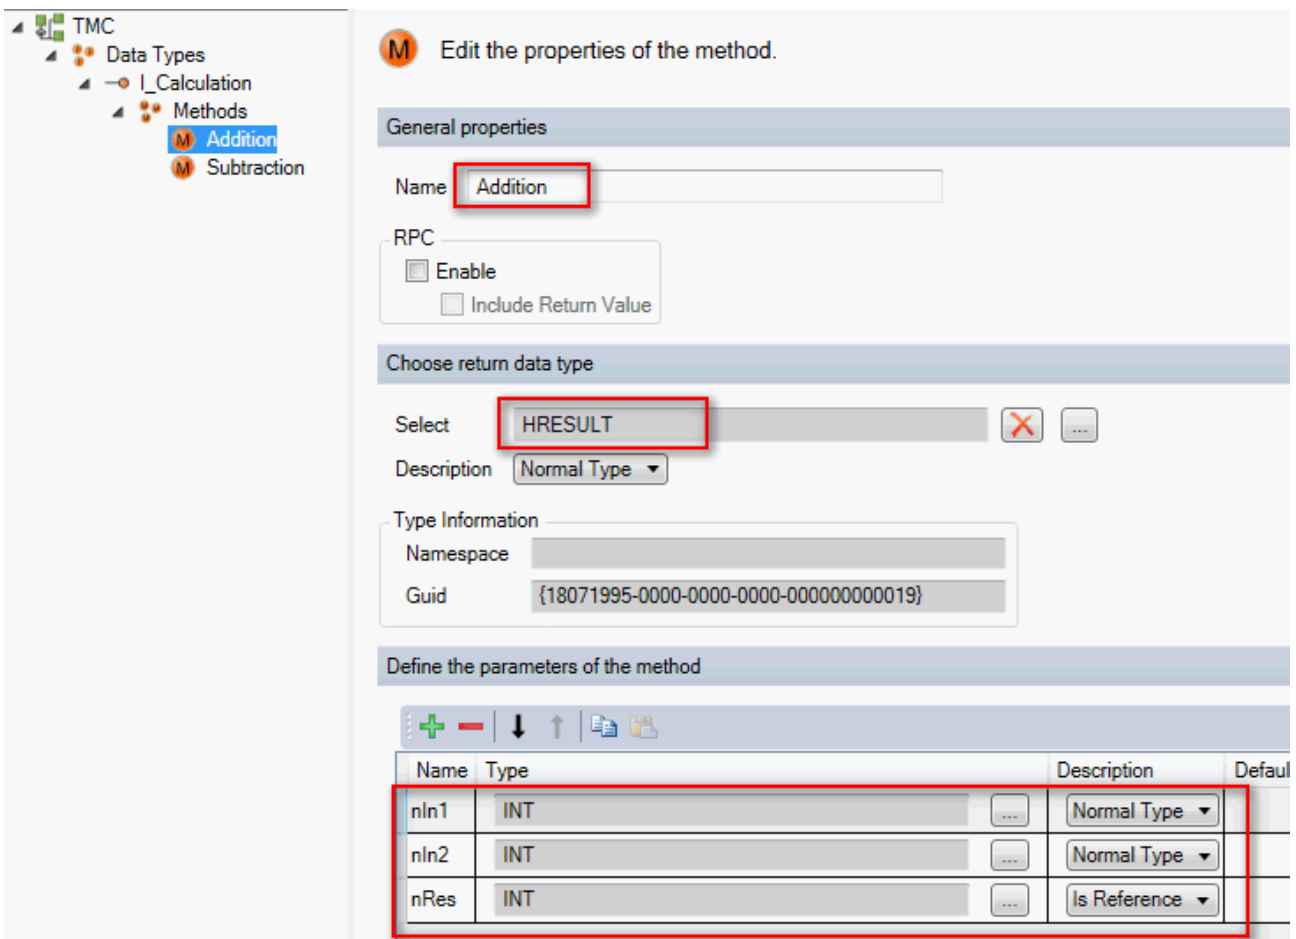 TMC
Data Types
I_Calculation
Methods
M Addition
M Subtraction
M Edit the properties of the method.
General properties
Name Addition
RPC
Enable
Include Return Value
Choose return data type
Select HRESULT ...
Description Normal Type
Type Information
Namespace
Guid {18071995-0000-0000-0000-000000000019}
Define the parameters of the method
Name Type Description Defaul
nIn1 INT ... Normal Type
nIn2 INT ... Normal Type
nRes INT ... Is Reference